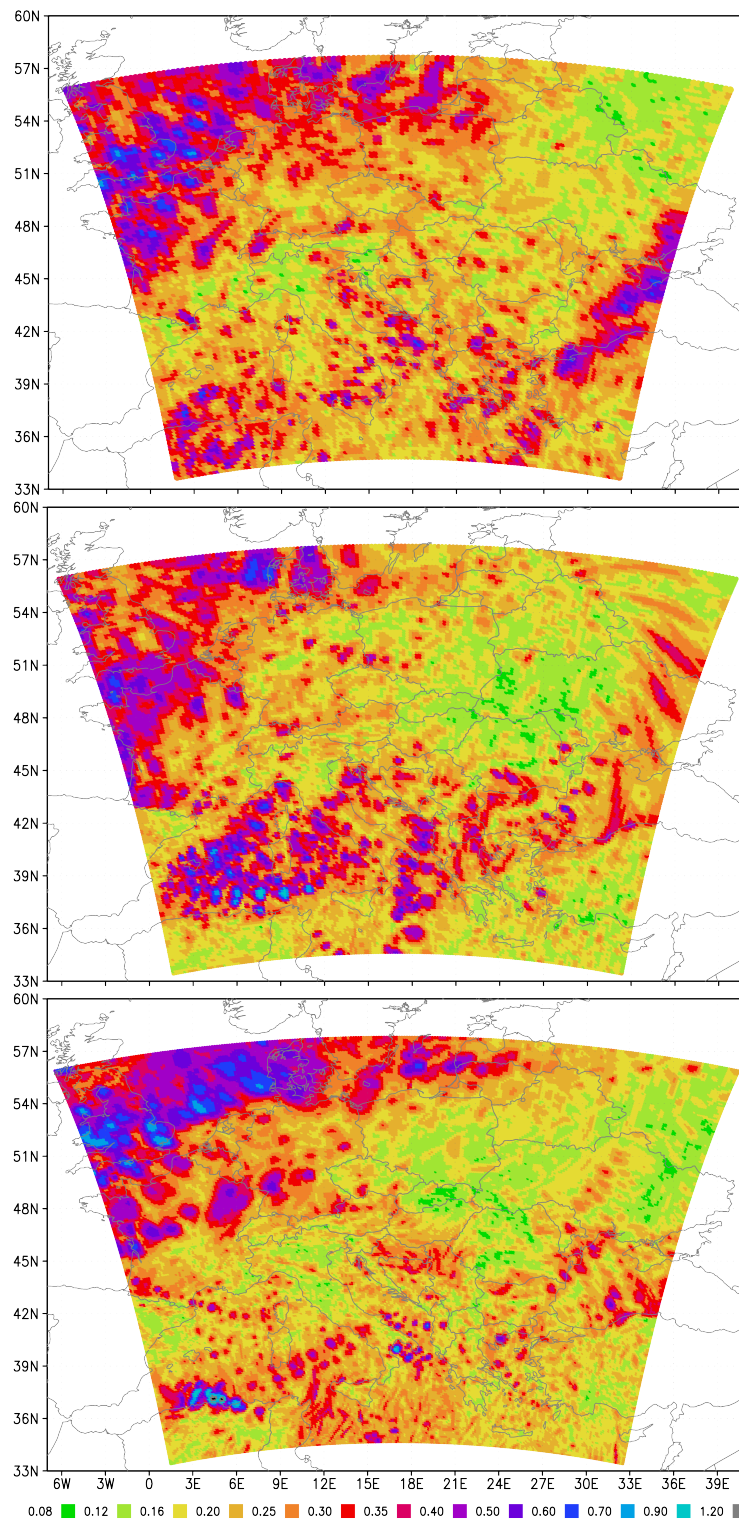 60N
57N
54N
51N
48N
45N
42N
39N
36N
33N
60N
57N
54N
51N
48N
45N
42N
39N
36N
33N
60N
57N
54N
51N
48N
45N
42N
39N
36N
33N
6W 3W 0 3E 6E 9E 12E 15E 18E 21E 24E 27E 30E 33E 36E 39E
0.08 0.12 0.16 0.20 0.25 0.30 0.35 0.40 0.50 0.60 0.70 0.90 1.20